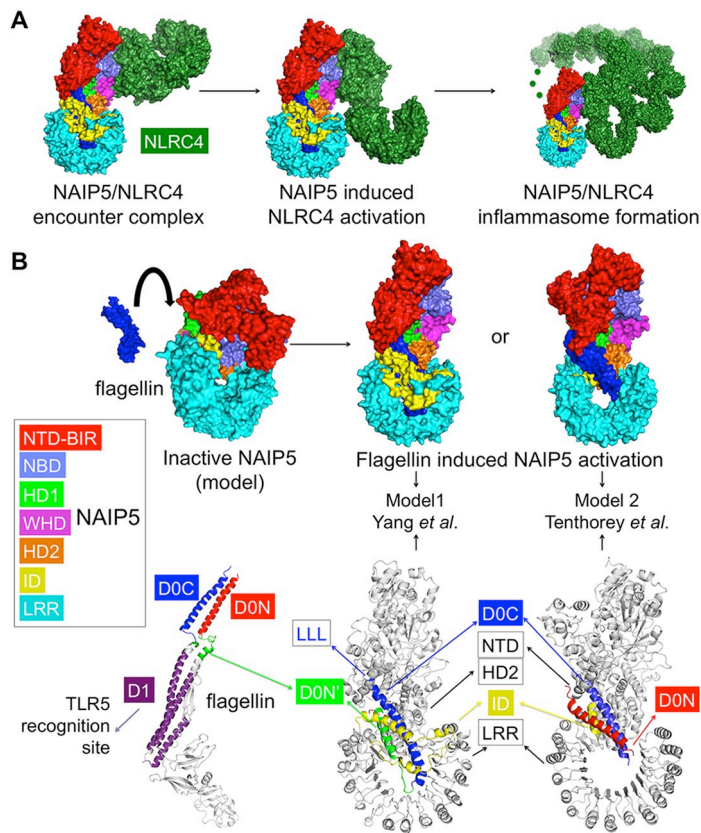 A
NLRC4
NAIP5/NLRC4
encounter complex
NAIP5 induced
NLRC4 activation
NAIP5/NLRC4
inflammasome formation
B
flagellin
or
Inactive NAIP5
(model)
Flagellin induced NAIP5 activation
NTD-BIR
NBD
HD1
WHD
HD2
ID
LRR
NAIP5
Model1
Yang et al.
Model 2
Tenthorey et al.
D0C
D0N
D1
flagellin
TLR5
recognition
site
LLL
D0N'
D0C
NTD
HD2
ID
LRR
D0N